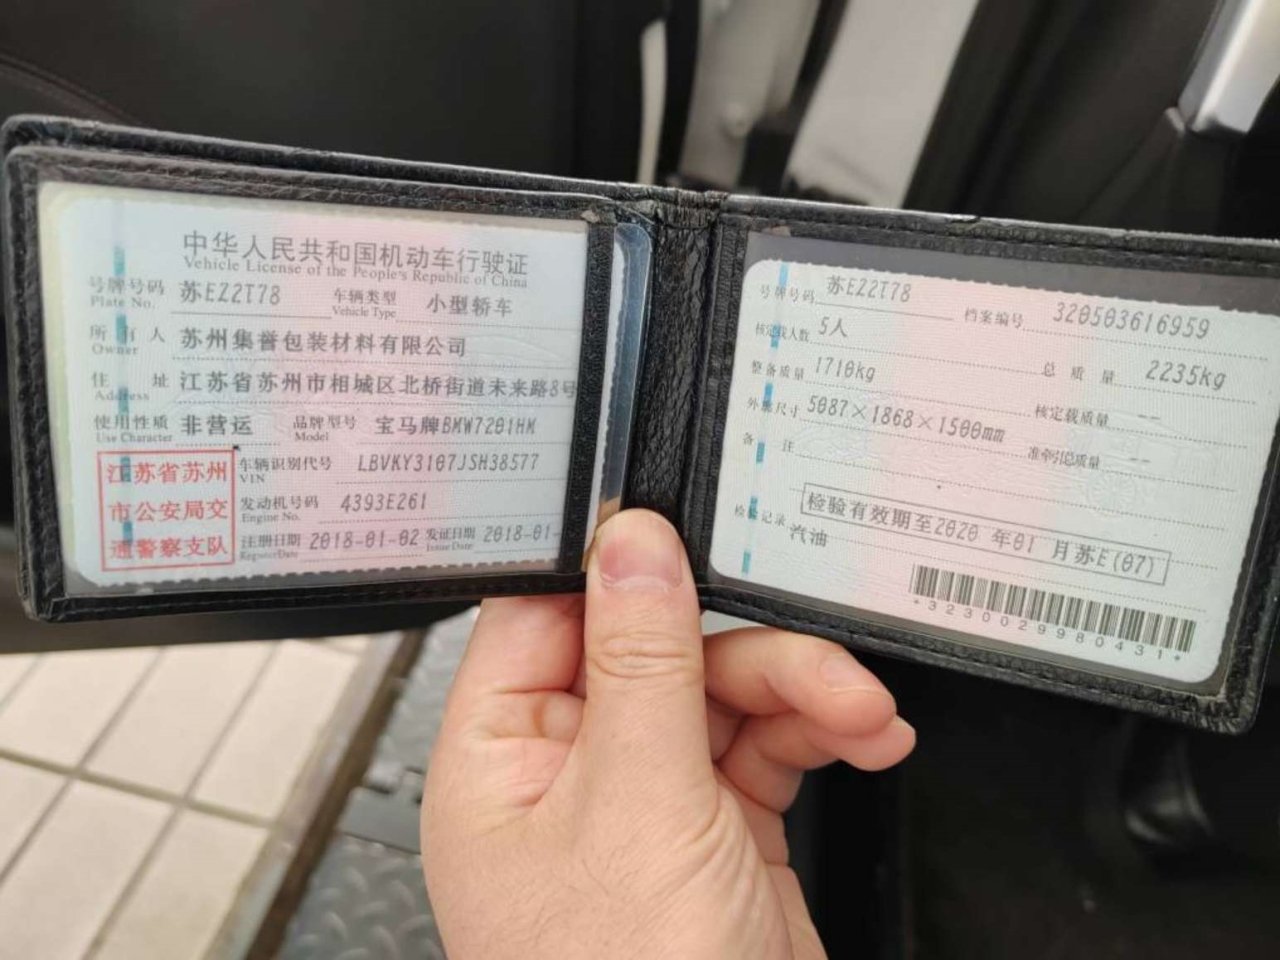 中华人民共和国机动车行驶证
Vehicle License of the People's Republic of China
号牌号码 苏EZ2T78 车辆类型 小型轿车
Plate No. Vehicle Type
所有人 苏州集誉包装材料有限公司
Owner
住址 江苏省苏州市相城区北桥街道未来路8号
Address
使用性质 非营运 品牌型号 宝马牌BMW7201HM
Use Character Model
江苏省苏州
市公安局交
通警察支队
车辆识别代号 LBVKY3107JSH38577
VIN
发动机号码 4393E261
Engine No.
注册日期 2018-01-02 发证日期 2018-01-
Register Date Issue Date
号牌号码 苏EZ2T78 档案编号 320503616959
核定载人数 5人 总质量 2235kg
整备质量 1710kg 核定载质量 --
外廓尺寸 5087×1868×1500mm 准牵引总质量 --
备注
检验有效期至2020年01月苏E(07)
检验记录 汽油
*3230029980431*